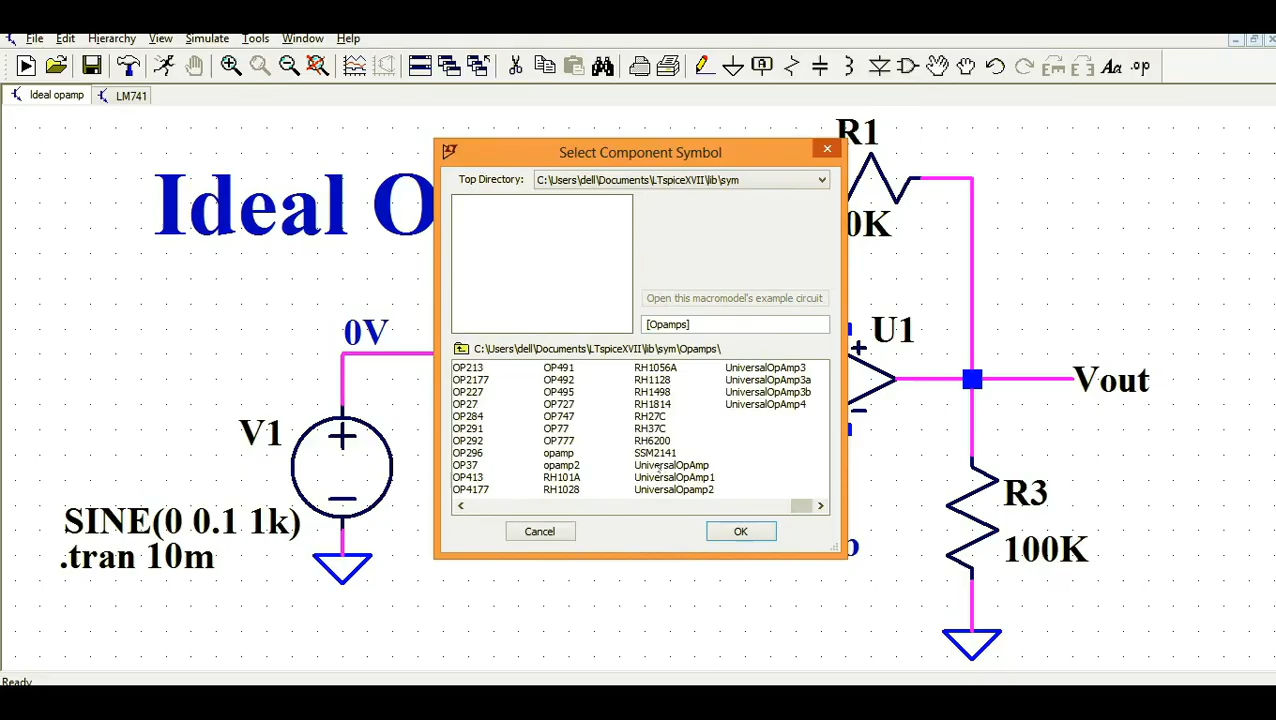 File Edit Hierarchy View Simulate Tools Window Help
Aa .op
Ideal opamp LM741
Select Component Symbol
Top Directory: C:\Users\dell\Documents\LTspiceXVII\lib\sym
Open this macromodel's example circuit
[Opamps]
C:\Users\dell\Documents\LTspiceXVII\lib\sym\Opamps\
OP213 OP491 RH1056A UniversalOpAmp3
OP2177 OP492 RH1128 UniversalOpAmp3a
OP227 OP495 RH1498 UniversalOpAmp3b
OP27 OP727 RH1814 UniversalOpAmp4
OP284 OP747 RH27C
OP291 OP77 RH37C
OP292 OP777 RH6200
OP296 opamp SSM2141
OP37 opamp2 UniversalOpAmp
OP413 RH101A UniversalOpAmp1
OP4177 RH1028 UniversalOpamp2
Cancel OK
Ideal O
R1
0K
0V
U1
Vout
V1
R3
SINE(0 0.1 1k)
.tran 10m
100K
b
Ready